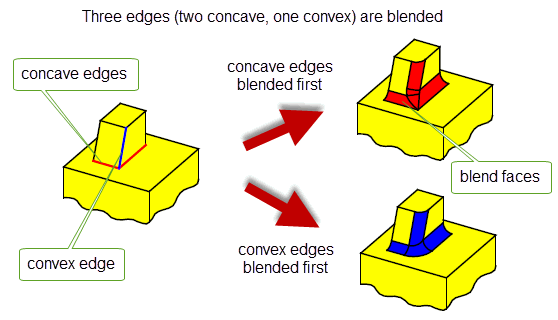 Three edges (two concave, one convex) are blended
concave edges
concave edges
blended first
blend faces
convex edge
convex edges
blended first